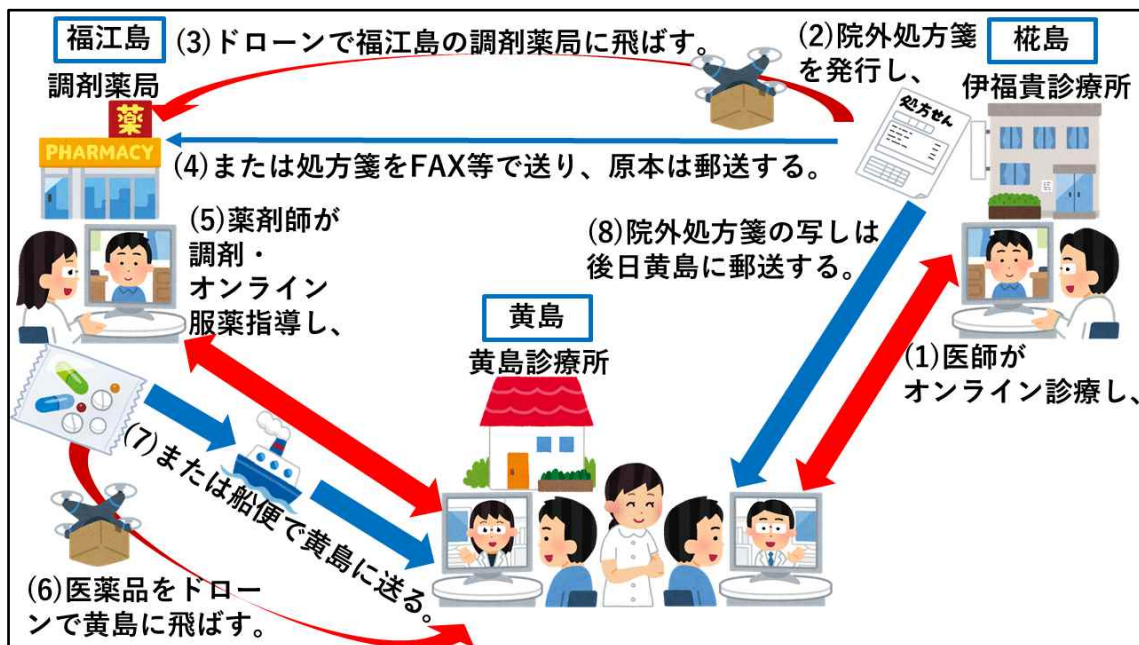 福江島
(3)ドローンで福江島の調剤薬局に飛ばす。
(2)院外処方箋
を発行し、
椛島
調剤薬局
伊福貴診療所
薬
PHARMACY
処方せん
(4)または処方箋をFAX等で送り、原本は郵送する。
(5)薬剤師が
調剤・
オンライン
服薬指導し、
(8)院外処方箋の写しは
後日黄島に郵送する。
黄島
黄島診療所
(1)医師が
オンライン診療し、
(7)または船便で黄島に送る。
(6)医薬品をドロー
ンで黄島に飛ばす。